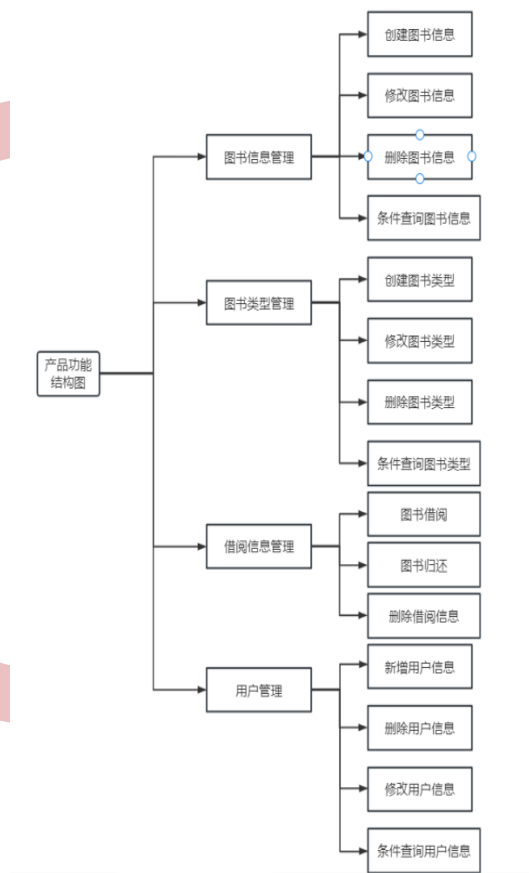 创建图书信息
修改图书信息
图书信息管理
删除图书信息
条件查询图书信息
创建图书类型
图书类型管理
修改图书类型
产品功能
结构图
删除图书类型
条件查询图书类型
图书借阅
借阅信息管理
图书归还
删除借阅信息
新增用户信息
用户管理
删除用户信息
修改用户信息
条件查询用户信息